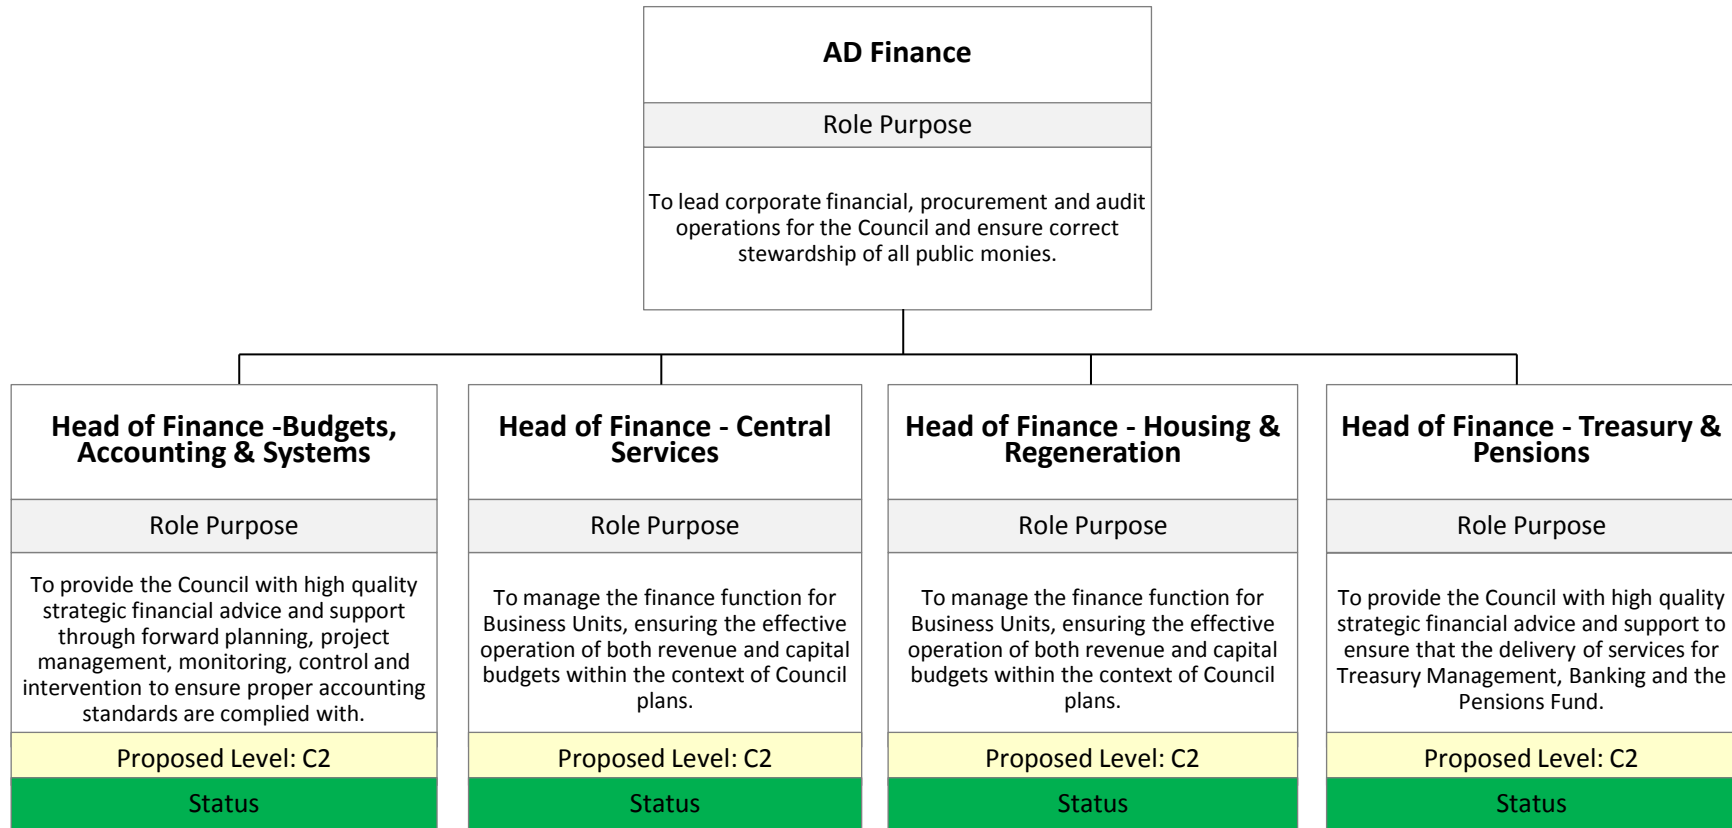 AD Finance
Role Purpose
To lead corporate financial, procurement and audit
operations for the Council and ensure correct
stewardship of all public monies.
Head of Finance -Budgets,
Accounting & Systems
Role Purpose
To provide the Council with high quality
strategic financial advice and support
through forward planning, project
management, monitoring, control and
intervention to ensure proper accounting
standards are complied with.
Proposed Level: C2
Status
Head of Finance - Central
Services
Role Purpose
To manage the finance function for
Business Units, ensuring the effective
operation of both revenue and capital
budgets within the context of Council
plans.
Proposed Level: C2
Status
Head of Finance - Housing &
Regeneration
Role Purpose
To manage the finance function for
Business Units, ensuring the effective
operation of both revenue and capital
budgets within the context of Council
plans.
Proposed Level: C2
Status
Head of Finance - Treasury &
Pensions
Role Purpose
To provide the Council with high quality
strategic financial advice and support to
ensure that the delivery of services for
Treasury Management, Banking and the
Pensions Fund.
Proposed Level: C2
Status